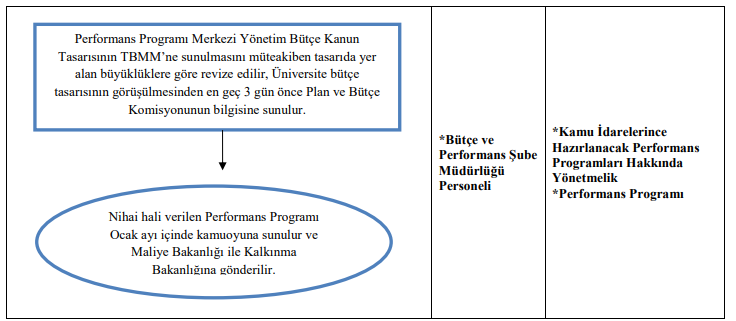 Performans Programı Merkezi Yönetim Bütçe Kanun
Tasarısının TBMM'ne sunulmasını müteakiben tasarıda yer
alan büyüklüklere göre revize edilir, Üniversite bütçe
tasarısının görüşülmesinden en geç 3 gün önce Plan ve Bütçe
Komisyonunun bilgisine sunulur.
Nihai hali verilen Performans Programı
Ocak ayı içinde kamuoyuna sunulur ve
Maliye Bakanlığı ile Kalkınma
Bakanlığına gönderilir.
*Bütçe ve
Performans Şube
Müdürlüğü
Personeli
*Kamu İdarelerince
Hazırlanacak Performans
Programları Hakkında
Yönetmelik
*Performans Programı